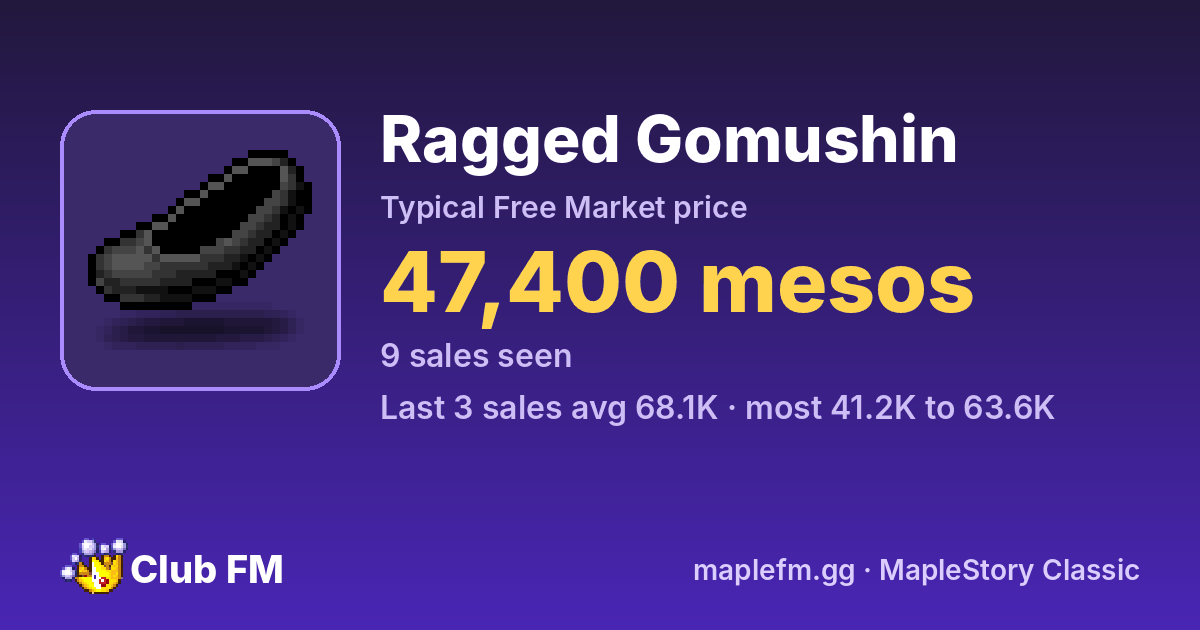 Ragged Gomushin
Typical Free Market price
47,400 mesos
9 sales seen
Last 3 sales avg 68.1K · most 41.2K to 63.6K
Club FM
maplefm.gg · MapleStory Classic